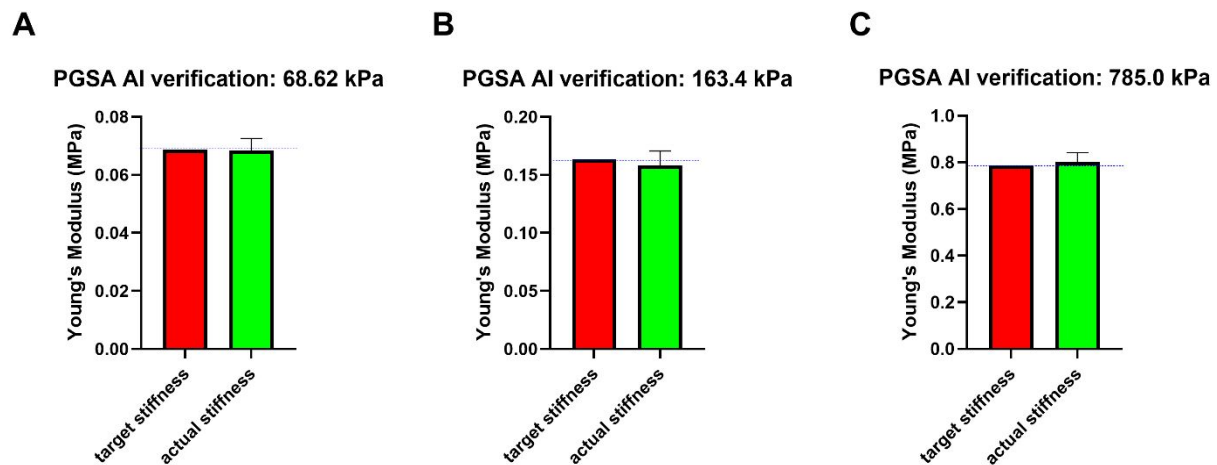 A
PGSA AI verification: 68.62 kPa
Young's Modulus (MPa)
0.08
0.06
0.04
0.02
0.00
target stiffness
actual stiffness
B
PGSA AI verification: 163.4 kPa
Young's Modulus (MPa)
0.20
0.15
0.10
0.05
0.00
target stiffness
actual stiffness
C
PGSA AI verification: 785.0 kPa
Young's Modulus (MPa)
1.0
0.8
0.6
0.4
0.2
0.0
target stiffness
actual stiffness